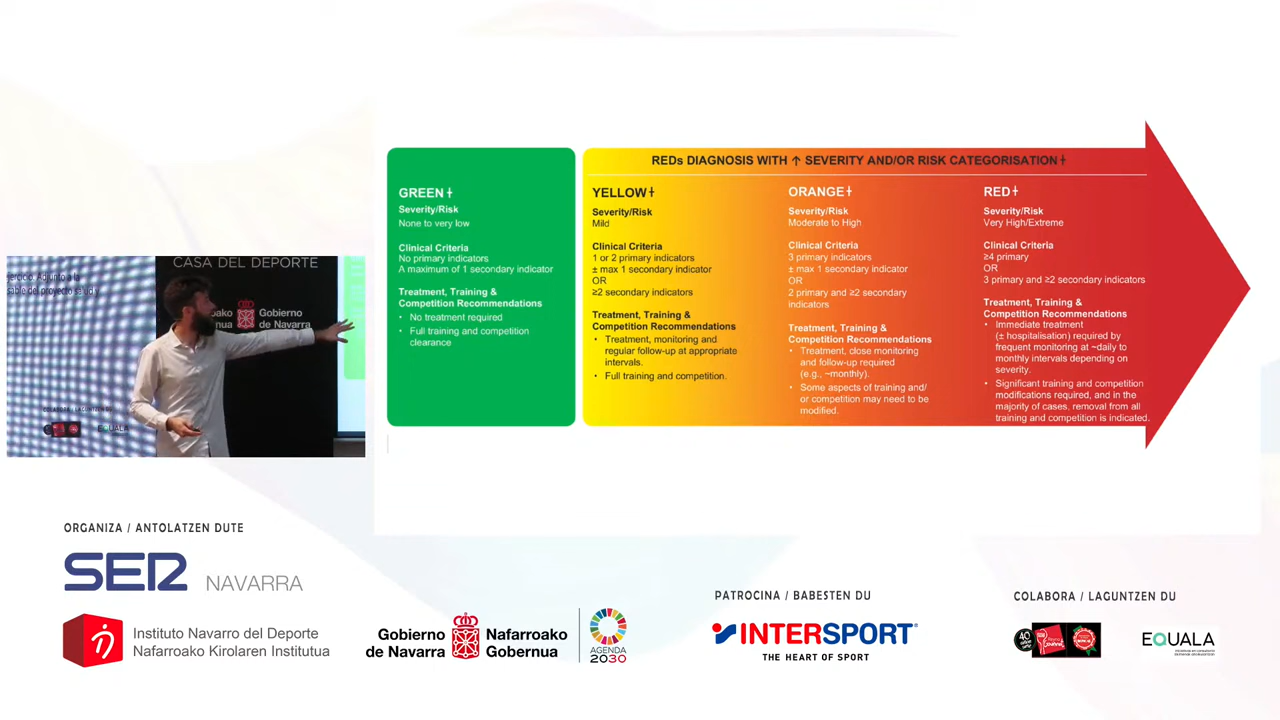 REDs DIAGNOSIS WITH ↑ SEVERITY AND/OR RISK CATEGORISATION ⸸
GREEN ⸸
Severity/Risk
None to very low
Clinical Criteria
No primary indicators
A maximum of 1 secondary indicator
Treatment, Training &
Competition Recommendations
• No treatment required
• Full training and competition
clearance
YELLOW ⸸
Severity/Risk
Mild
Clinical Criteria
1 or 2 primary indicators
± max 1 secondary indicator
OR
≥2 secondary indicators
Treatment, Training &
Competition Recommendations
• Treatment, monitoring and
regular follow-up at appropriate
intervals.
• Full training and competition.
ORANGE ⸸
Severity/Risk
Moderate to High
Clinical Criteria
3 primary indicators
± max 1 secondary indicator
OR
2 primary and ≥2 secondary
indicators
Treatment, Training &
Competition Recommendations
• Treatment, close monitoring
and follow-up required
(e.g., ~monthly).
• Some aspects of training and/
or competition may need to be
modified.
RED ⸸
Severity/Risk
Very High/Extreme
Clinical Criteria
≥4 primary
OR
3 primary and ≥2 secondary indicators
Treatment, Training &
Competition Recommendations
• Immediate treatment
(± hospitalisation) required by
frequent monitoring at ~daily to
monthly intervals depending on
severity.
• Significant training and competition
modifications required, and in the
majority of cases, removal from all
training and competition is indicated.
CASA DEL DEPORTE
Gobierno
de Navarra
COLABORA / LAGUNTZEN DU
EQUALA
ORGANIZA / ANTOLATZEN DUTE
SER NAVARRA
Instituto Navarro del Deporte
Nafarroako Kirolaren Institutua
Gobierno
de Navarra
Nafarroako
Gobernua
AGENDA
2030
PATROCINA / BABESTEN DU
INTERSPORT®
THE HEART OF SPORT
COLABORA / LAGUNTZEN DU
40
EQUALA